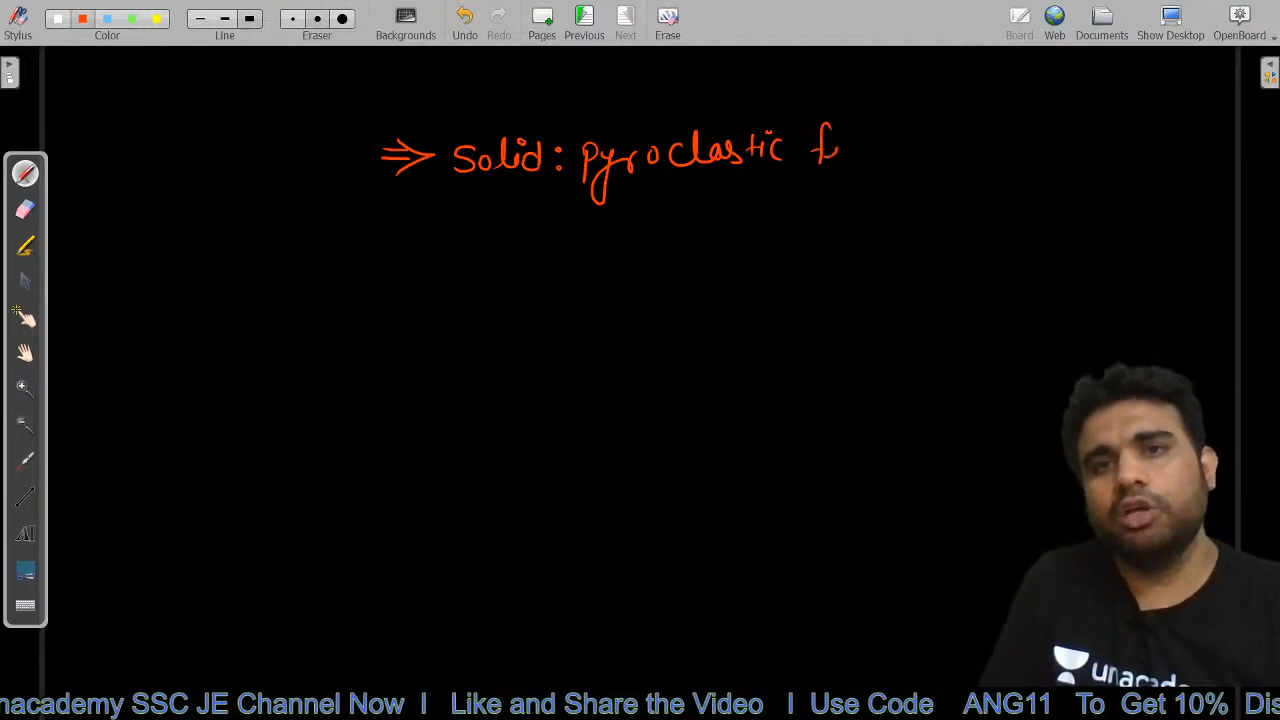 Stylus Color Line Eraser Backgrounds Undo Redo Pages Previous Next Erase Board Web Documents Show Desktop OpenBoard
⇒ Solid: pyroclastic f
unacade
nacademy SSC JE Channel Now I Like and Share the Video I Use Code ANG11 To Get 10% Dis